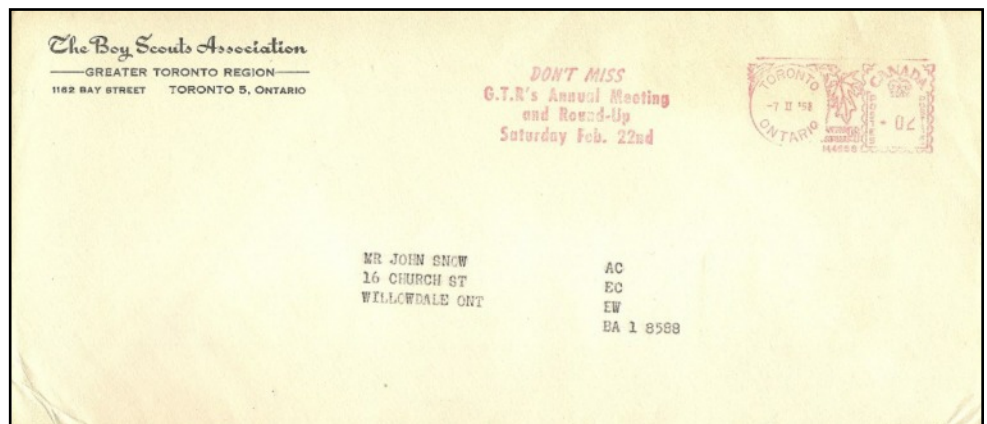 The Boy Scouts Association
GREATER TORONTO REGION
1162 BAY STREET TORONTO 5, ONTARIO
DON'T MISS
G.T.R's Annual Meeting
and Round-Up
Saturday Feb. 22nd
TORONTO
-7 II '58
ONTARIO
CANADA
MR JOHN SNOW
16 CHURCH ST
WILLOWDALE ONT
AC
EC
EW
BA 1 8588